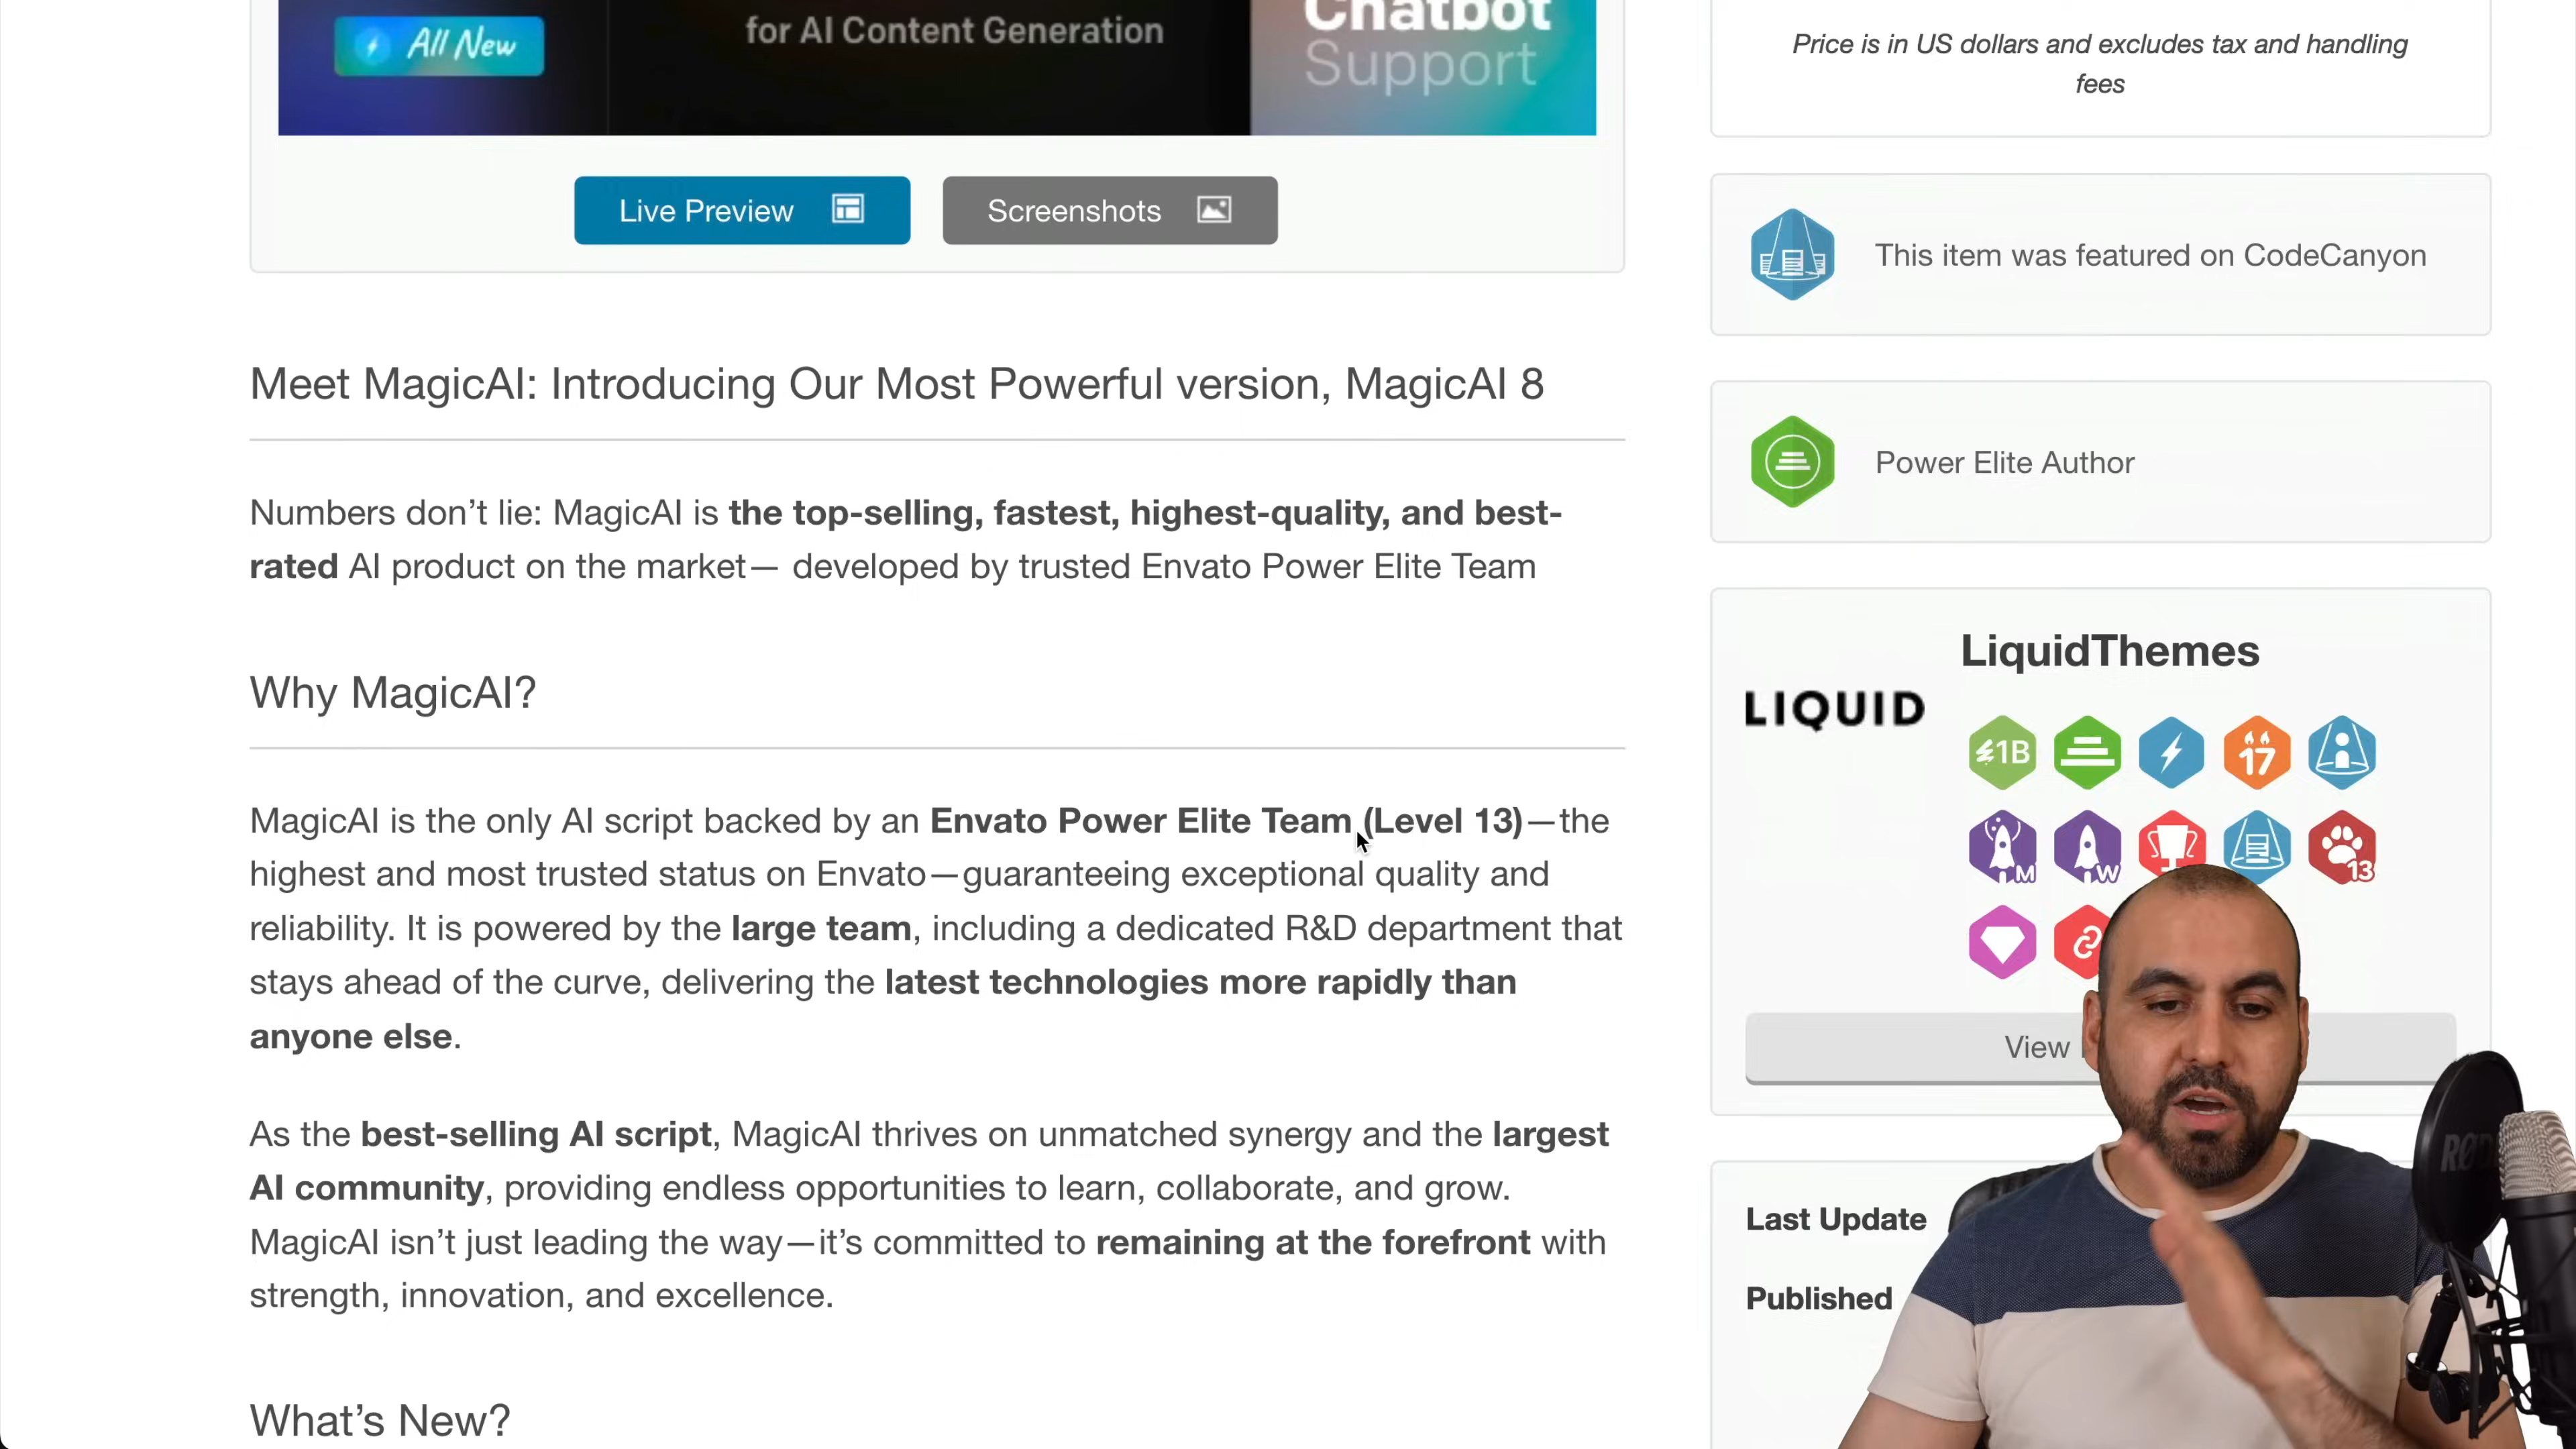 All New
for AI Content Generation
Chatbot
Support
Live Preview
Screenshots
Meet MagicAI: Introducing Our Most Powerful version, MagicAI 8
Numbers don’t lie: MagicAI is the top-selling, fastest, highest-quality, and best-
rated AI product on the market— developed by trusted Envato Power Elite Team
Why MagicAI?
MagicAI is the only AI script backed by an Envato Power Elite Team (Level 13)—the
highest and most trusted status on Envato—guaranteeing exceptional quality and
reliability. It is powered by the large team, including a dedicated R&D department that
stays ahead of the curve, delivering the latest technologies more rapidly than
anyone else.
As the best-selling AI script, MagicAI thrives on unmatched synergy and the largest
AI community, providing endless opportunities to learn, collaborate, and grow.
MagicAI isn’t just leading the way—it’s committed to remaining at the forefront with
strength, innovation, and excellence.
What’s New?
Price is in US dollars and excludes tax and handling
fees
This item was featured on CodeCanyon
Power Elite Author
LiquidThemes
LIQUID
1B
17
M
W
13
View
Last Update
Published